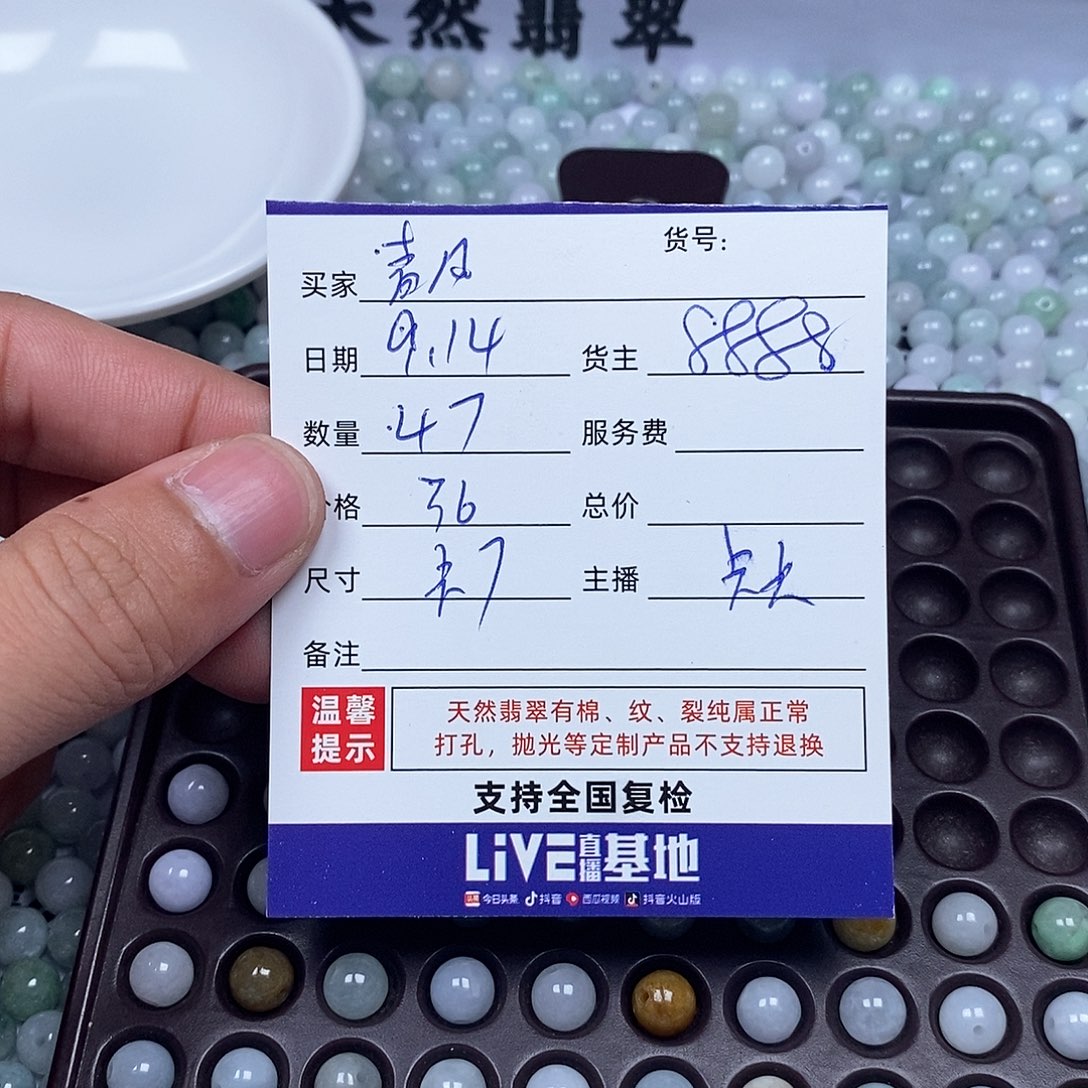 天然翡翠
货号:
买家 青月
日期 9.14 货主 8888
数量 47 服务费
价格 36 总价
尺寸 主播
备注
温馨提示
天然翡翠有棉、纹、裂纯属正常
打孔，抛光等定制产品不支持退换
支持全国复检
LiVE直播基地
头条 今日头条 抖音 西瓜视频 抖音火山版